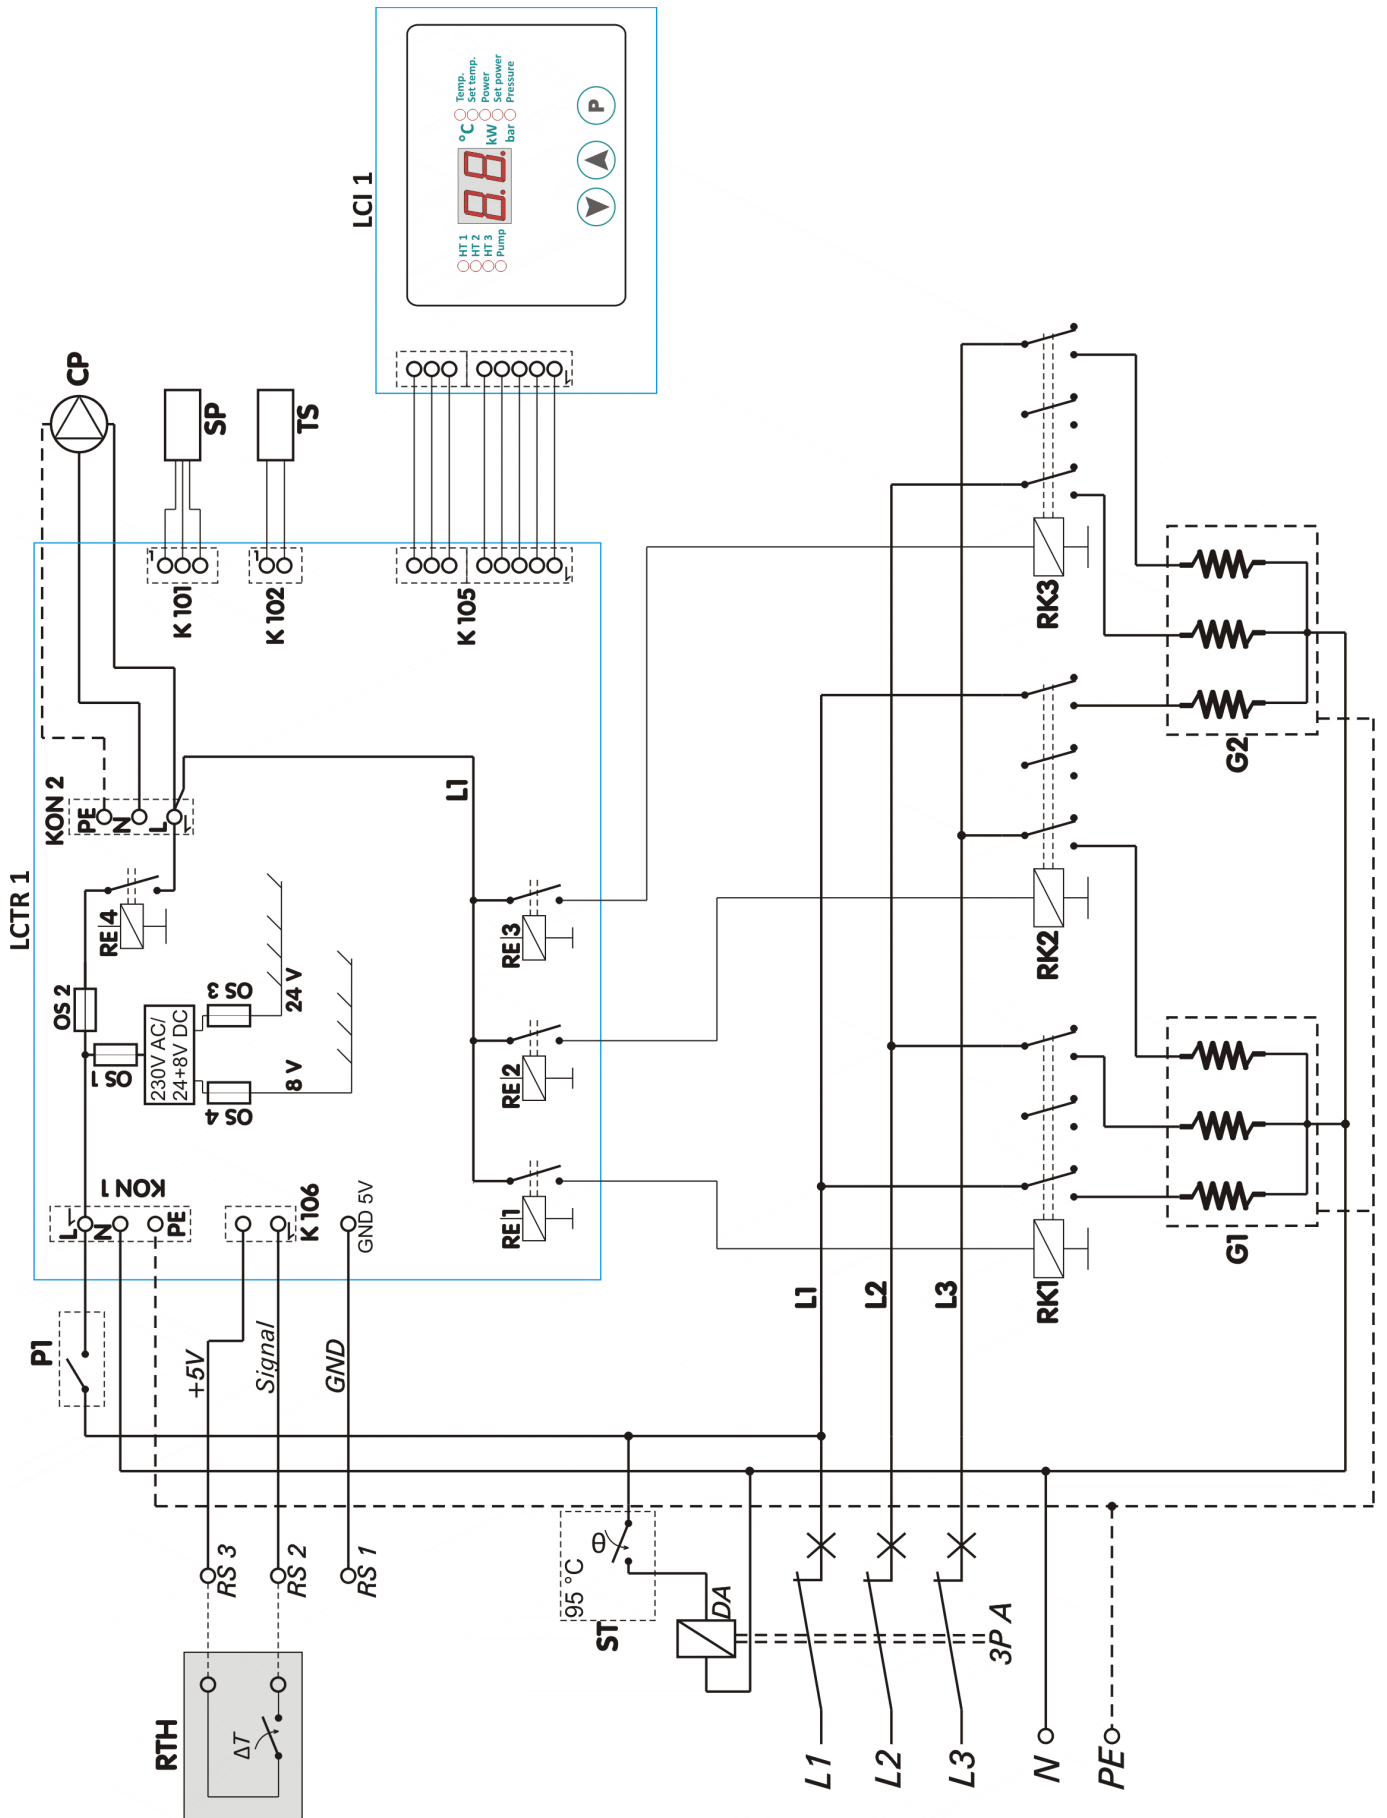 LCI 1
HT 1
HT 2
HT 3
Pump
8.8.
°C
kW
bar
Temp.
Set temp.
Power
Set power
Pressure
P
CP
SP
TS
K 101
K 102
K 105
LCTR 1
KON 2
PE
N
L
1
L1
RE 4
OS 2
OS 1
230V AC/
24+8V DC
OS 3
OS 4
24 V
8 V
RE 1
RE 2
RE 3
KON 1
L
N
PE
1
K 106
GND 5V
P1
+5V
Signal
GND
RS 3
RS 2
RS 1
RTH
ΔT
ST
95 °C
θ
DA
3P A
L1
L2
L3
N
PE
L1
L2
L3
RK1
RK2
RK3
G1
G2